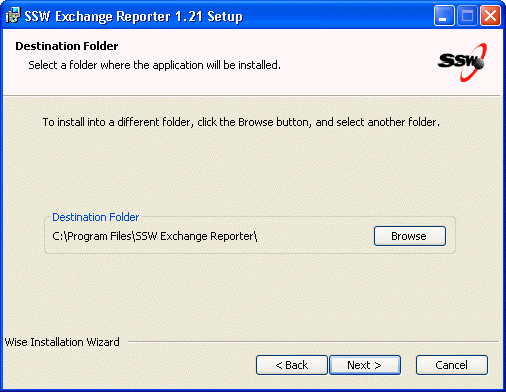 SSW Exchange Reporter 1.21 Setup
Destination Folder
Select a folder where the application will be installed.
SSW
To install into a different folder, click the Browse button, and select another folder.
Destination Folder
C:\Program Files\SSW Exchange Reporter\
Browse
Wise Installation Wizard
< Back
Next >
Cancel